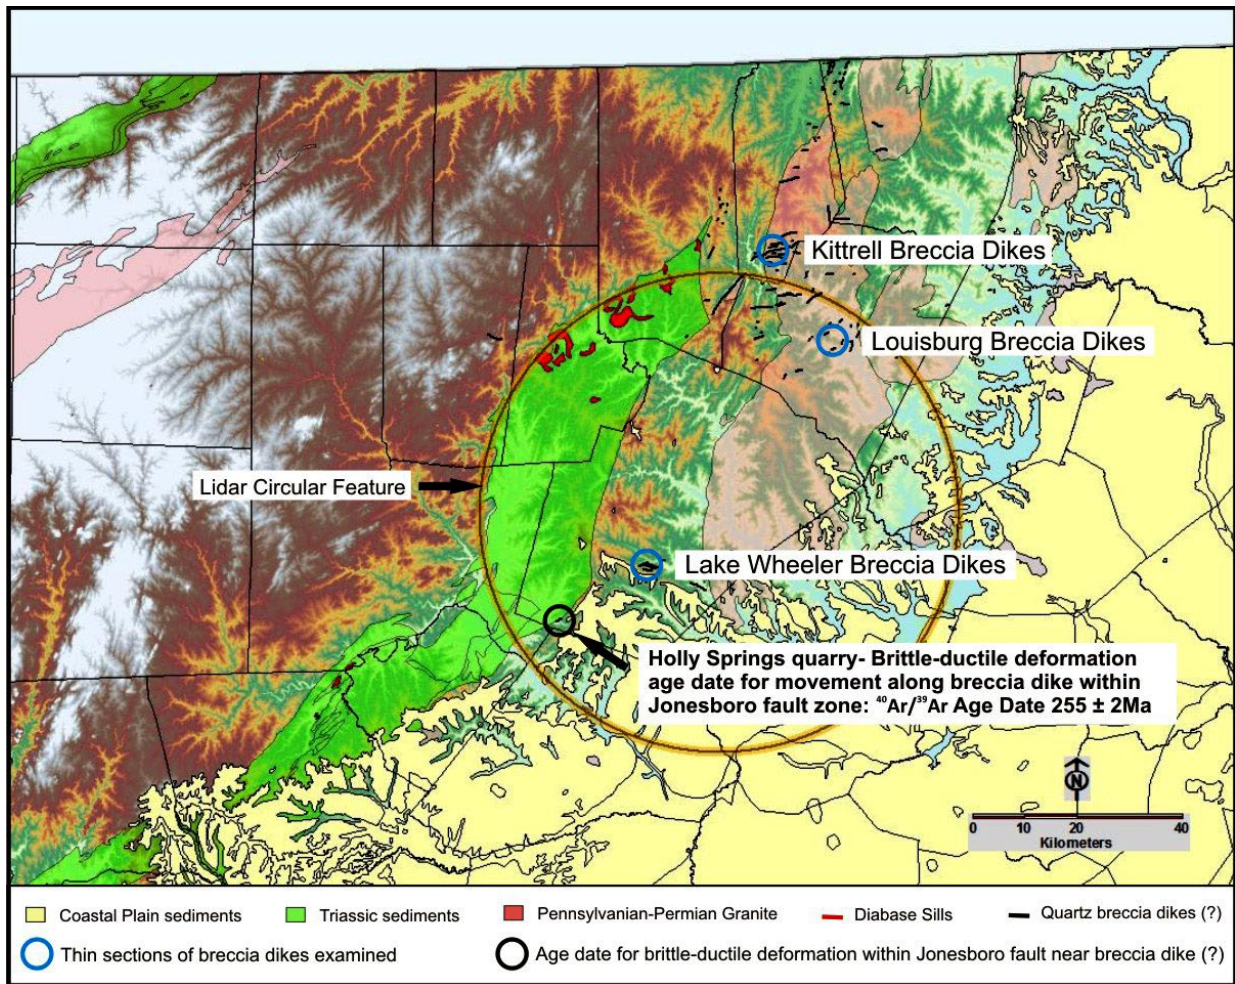 Kittrell Breccia Dikes
Louisburg Breccia Dikes
Lidar Circular Feature
Lake Wheeler Breccia Dikes
Holly Springs quarry- Brittle-ductile deformation
age date for movement along breccia dike within
Jonesboro fault zone: ⁴⁰Ar/³⁹Ar Age Date 255 ± 2Ma
N
0 10 20 40
Kilometers
Coastal Plain sediments Triassic sediments Pennsylvanian-Permian Granite Diabase Sills Quartz breccia dikes (?)
Thin sections of breccia dikes examined Age date for brittle-ductile deformation within Jonesboro fault near breccia dike (?)